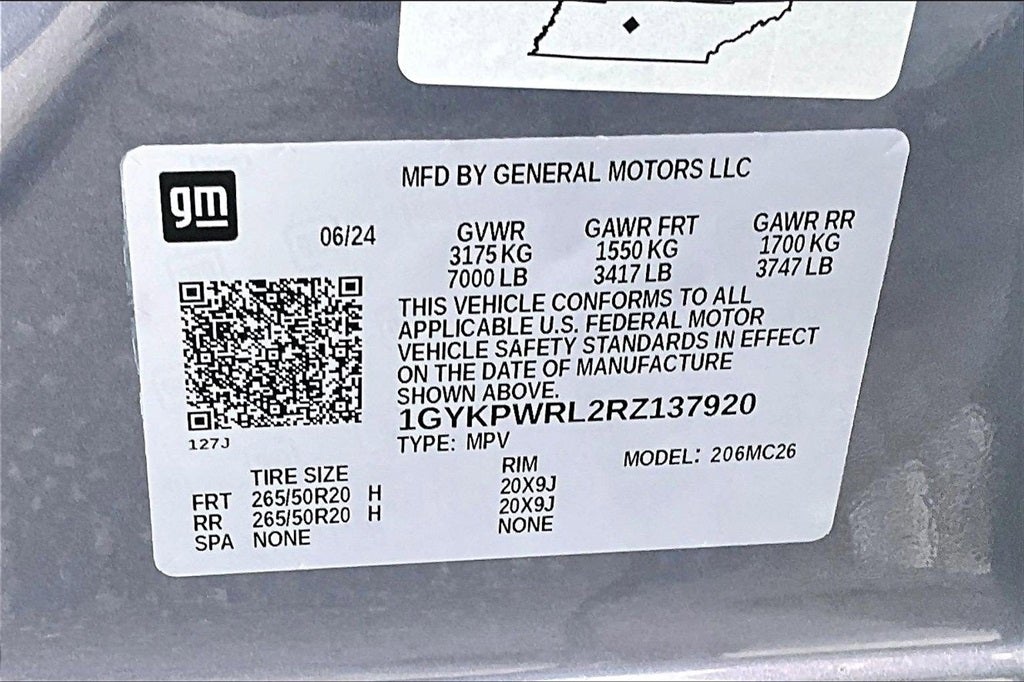 gm
MFD BY GENERAL MOTORS LLC
06/24
GVWR GAWR FRT GAWR RR
3175 KG 1550 KG 1700 KG
7000 LB 3417 LB 3747 LB
THIS VEHICLE CONFORMS TO ALL
APPLICABLE U.S. FEDERAL MOTOR
VEHICLE SAFETY STANDARDS IN EFFECT
ON THE DATE OF MANUFACTURE
SHOWN ABOVE.
1GYKPWRL2RZ137920
127J
TYPE: MPV
MODEL: 206MC26
TIRE SIZE RIM
FRT 265/50R20 H 20X9J
RR 265/50R20 H 20X9J
SPA NONE NONE